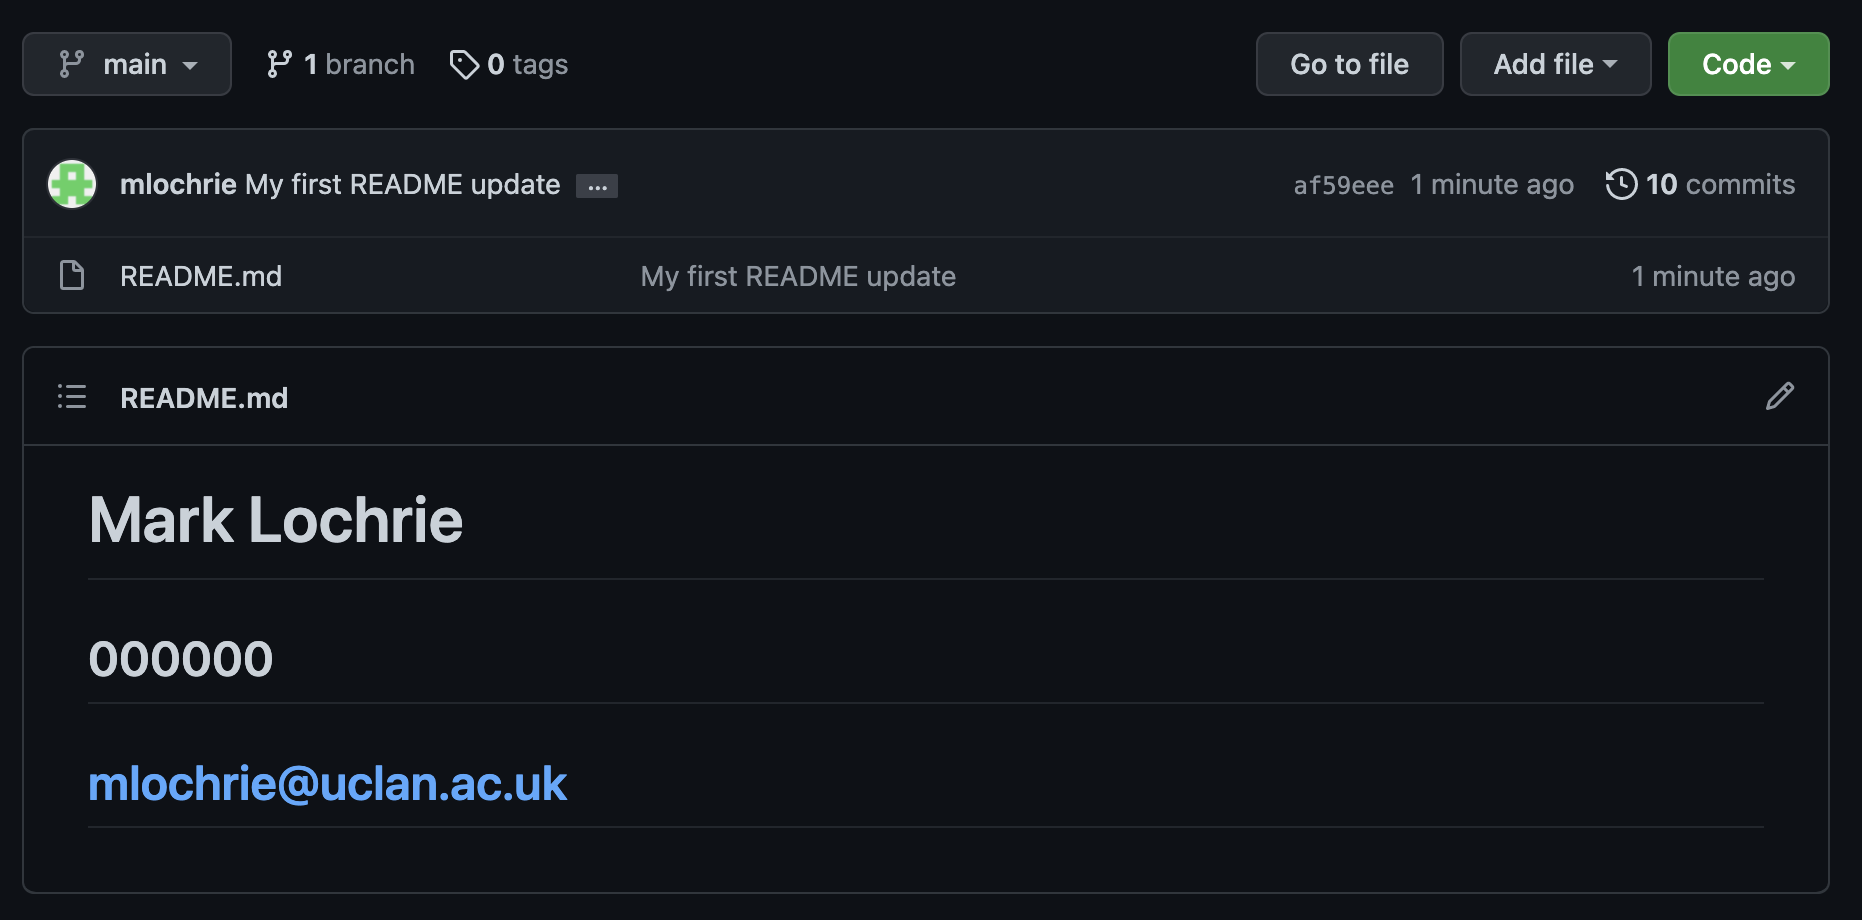 main 1 branch 0 tags Go to file Add file Code
mlochrie My first README update ... af59eee 1 minute ago 10 commits
README.md My first README update 1 minute ago
README.md
Mark Lochrie
000000
mlochrie@uclan.ac.uk